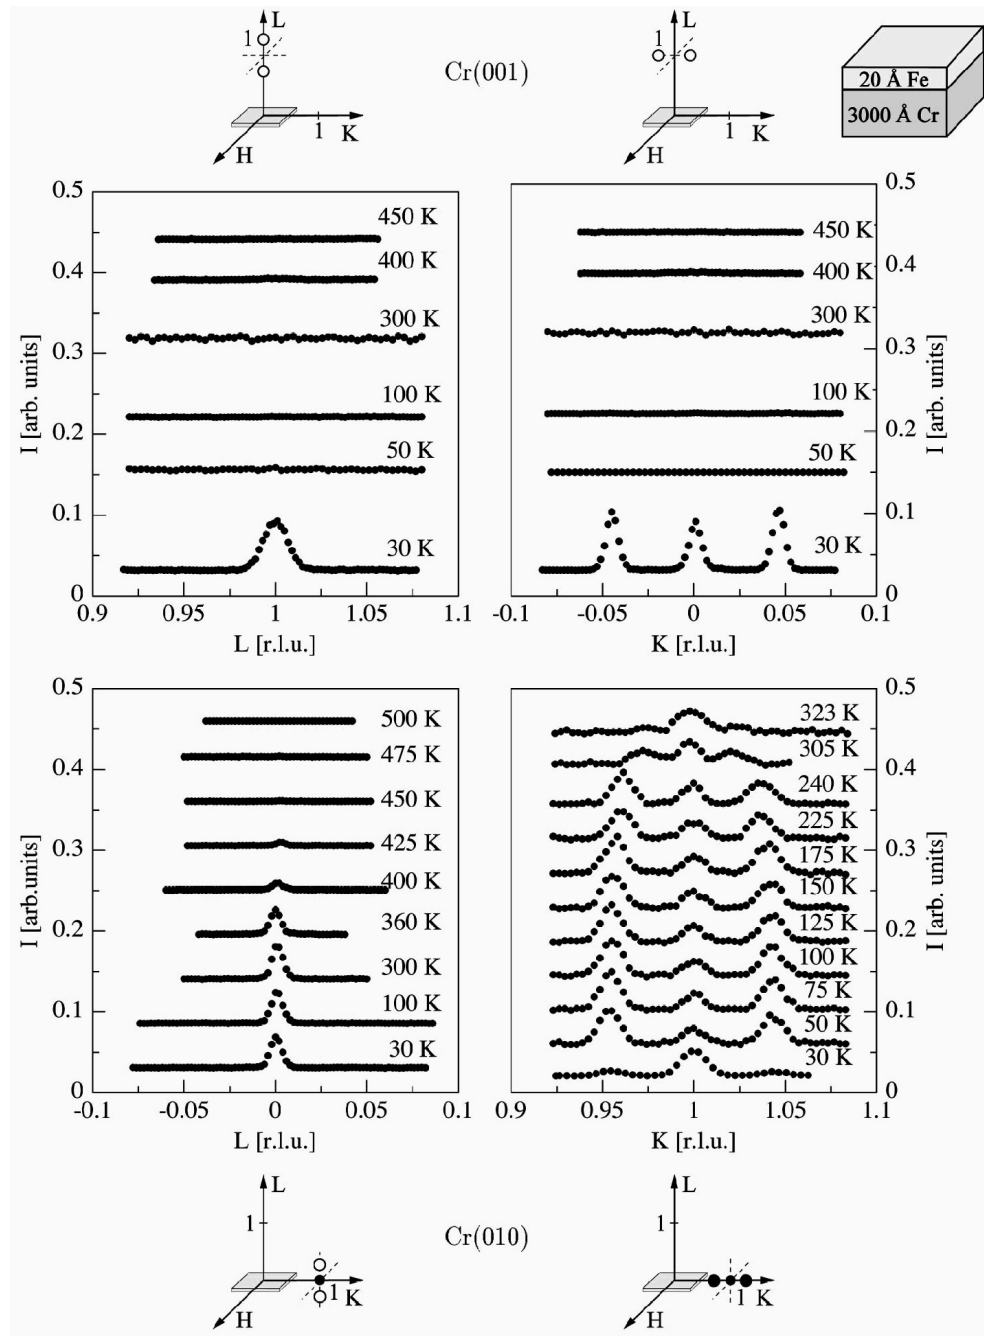 L
1
K
1
H
Cr(001)
L
1
K
1
H
20 Å Fe
3000 Å Cr
0.5
0.4
0.3
0.2
0.1
0
I [arb. units]
450 K
400 K
300 K
100 K
50 K
30 K
0.9 0.95 1 1.05 1.1
L [r.l.u.]
450 K
400 K
300 K
100 K
50 K
30 K
0.5
0.4
0.3
0.2
0.1
0
I [arb. units]
-0.1 -0.05 0 0.05 0.1
K [r.l.u.]
0.5
0.4
0.3
0.2
0.1
0
I [arb.units]
500 K
475 K
450 K
425 K
400 K
360 K
300 K
100 K
30 K
-0.1 -0.05 0 0.05 0.1
L [r.l.u.]
323 K
305 K
240 K
225 K
175 K
150 K
125 K
100 K
75 K
50 K
30 K
0.5
0.4
0.3
0.2
0.1
0
I [arb. units]
0.9 0.95 1 1.05 1.1
K [r.l.u.]
L
1
1
K
H
Cr(010)
L
1
1
K
H